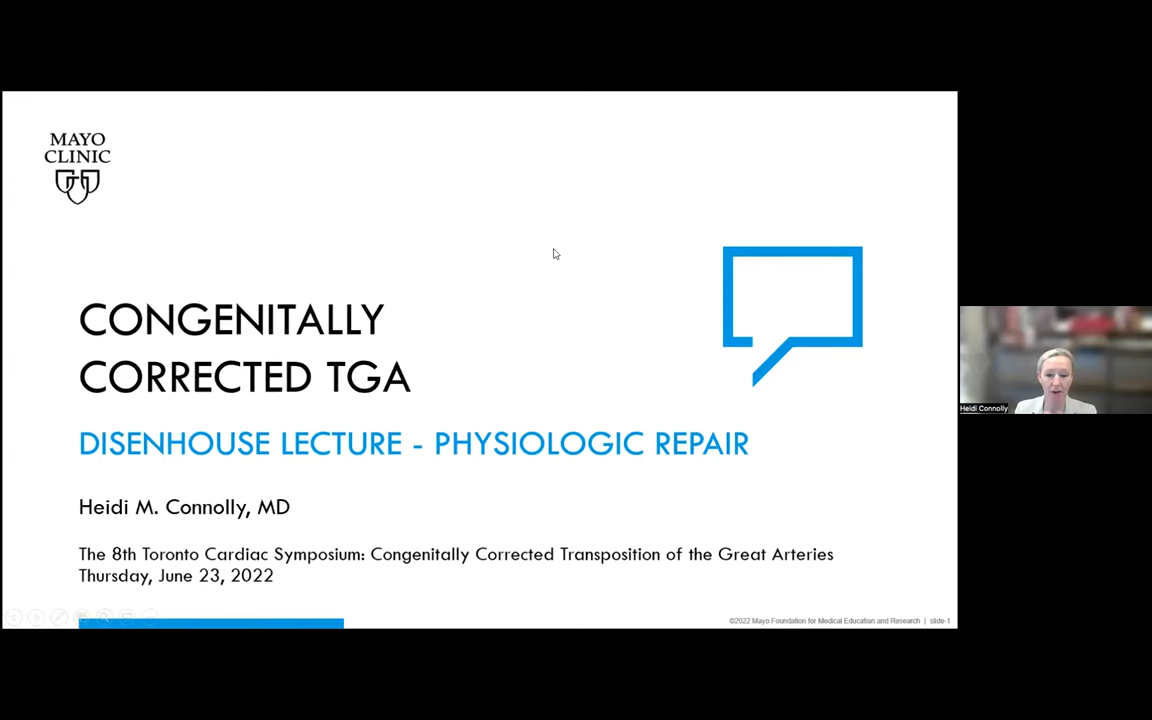 MAYO
CLINIC
CONGENITALLY
CORRECTED TGA
DISENHOUSE LECTURE - PHYSIOLOGIC REPAIR
Heidi M. Connolly, MD
The 8th Toronto Cardiac Symposium: Congenitally Corrected Transposition of the Great Arteries
Thursday, June 23, 2022
©2022 Mayo Foundation for Medical Education and Research | slide-1
Heidi Connolly